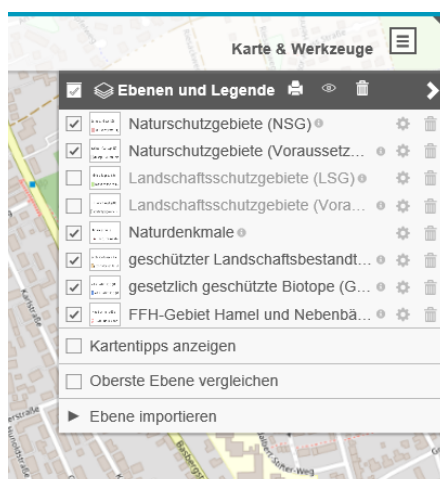 Karte & Werkzeuge
Ebenen und Legende
Naturschutzgebiete (NSG)
Naturschutzgebiete (Voraussetz...
Landschaftsschutzgebiete (LSG)
Landschaftsschutzgebiete (Vora...
Naturdenkmale
geschützter Landschaftsbestandt...
gesetzlich geschützte Biotope (G...
FFH-Gebiet Hamel und Nebenbä...
Kartentipps anzeigen
Oberste Ebene vergleichen
Ebene importieren
Karlstraße